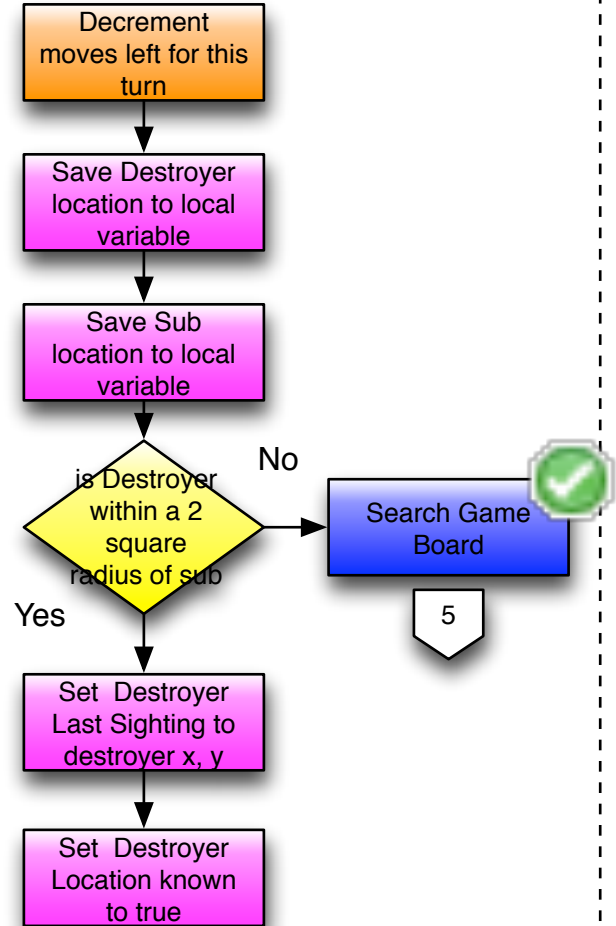 Decrement
moves left for this
turn
Save Destroyer
location to local
variable
Save Sub
location to local
variable
is Destroyer
within a 2
square
radius of sub
No
Search Game
Board
5
Yes
Set Destroyer
Last Sighting to
destroyer x, y
Set Destroyer
Location known
to true